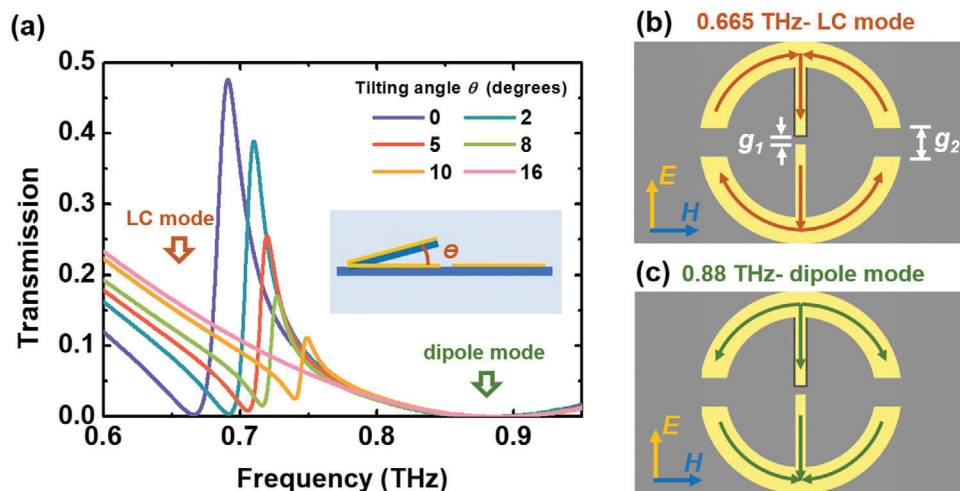 (a)
0.5
0.4
0.3
0.2
0.1
0.0
Transmission
0.6
0.7
0.8
0.9
Frequency (THz)
Tilting angle θ (degrees)
0 2
5 8
10 16
LC mode
dipole mode
Θ
(b) 0.665 THz- LC mode
g1
g2
E
H
(c) 0.88 THz- dipole mode
E
H